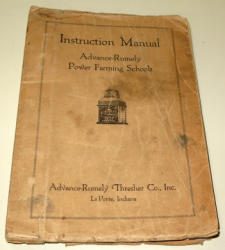 Instruction Manual
Advance-Rumely
Power Farming Schools
Advance-Rumely Thresher Co., Inc.
La Porte, Indiana